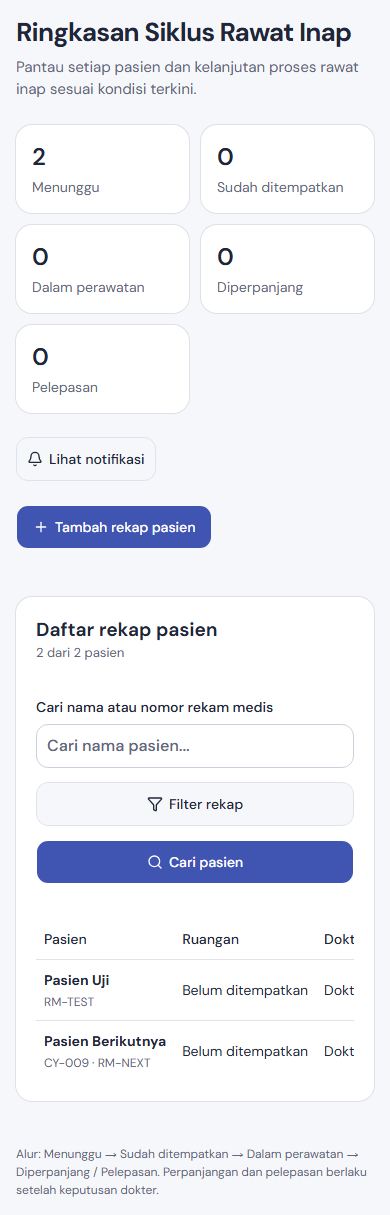 Ringkasan Siklus Rawat Inap
Pantau setiap pasien dan kelanjutan proses rawat
inap sesuai kondisi terkini.
2
Menunggu
0
Sudah ditempatkan
0
Dalam perawatan
0
Diperpanjang
0
Pelepasan
Lihat notifikasi
+ Tambah rekap pasien
Daftar rekap pasien
2 dari 2 pasien
Cari nama atau nomor rekam medis
Cari nama pasien...
Filter rekap
Cari pasien
Pasien Ruangan Dokt
Pasien Uji
RM-TEST
Belum ditempatkan Dokt
Pasien Berikutnya
CY-009 · RM-NEXT
Belum ditempatkan Dokt
Alur: Menunggu → Sudah ditempatkan → Dalam perawatan →
Diperpanjang / Pelepasan. Perpanjangan dan pelepasan berlaku
setelah keputusan dokter.